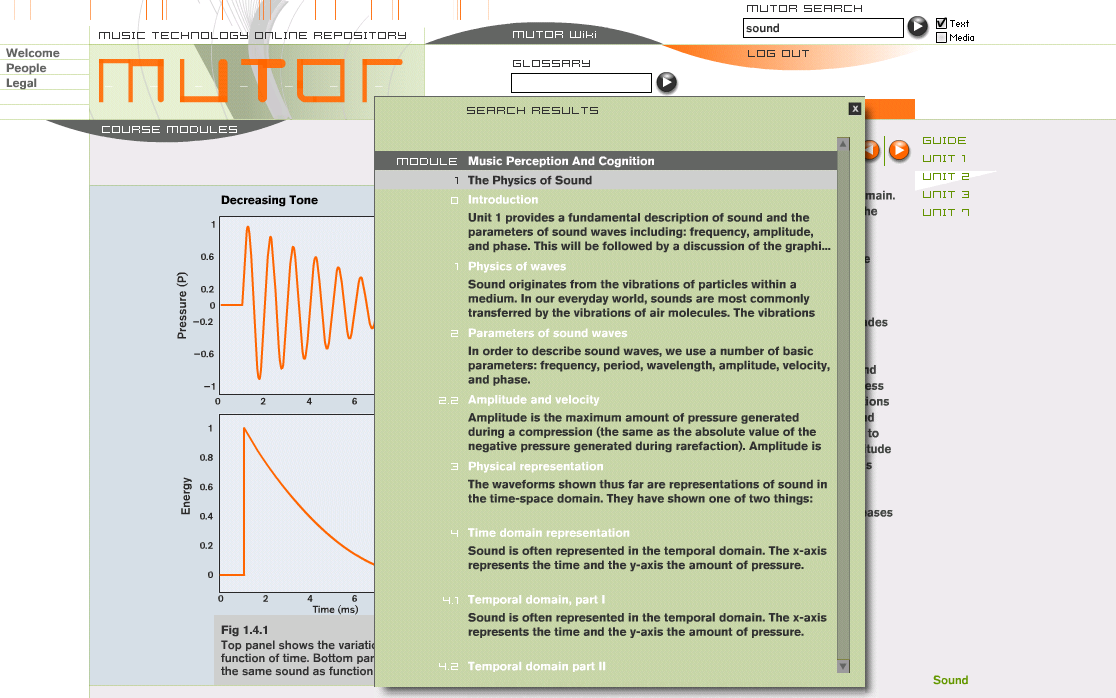 MUTOR SEARCH
sound
Text
Media
MUSIC TECHNOLOGY ONLINE REPOSITORY
MUTOR Wiki
Welcome
People
Legal
MUTOR
LOG OUT
GLOSSARY
COURSE MODULES
SEARCH RESULTS
X
GUIDE
UNIT 1
UNIT 2
UNIT 3
UNIT 7
MODULE Music Perception And Cognition
1 The Physics of Sound
0 Introduction
Unit 1 provides a fundamental description of sound and the
parameters of sound waves including: frequency, amplitude,
and phase. This will be followed by a discussion of the graphi...
1 Physics of waves
Sound originates from the vibrations of particles within a
medium. In our everyday world, sounds are most commonly
transferred by the vibrations of air molecules. The vibrations
2 Parameters of sound waves
In order to describe sound waves, we use a number of basic
parameters: frequency, period, wavelength, amplitude, velocity,
and phase.
2.2 Amplitude and velocity
Amplitude is the maximum amount of pressure generated
during a compression (the same as the absolute value of the
negative pressure generated during rarefaction). Amplitude is
3 Physical representation
The waveforms shown thus far are representations of sound in
the time-space domain. They have shown one of two things:
4 Time domain representation
Sound is often represented in the temporal domain. The x-axis
represents the time and the y-axis the amount of pressure.
4.1 Temporal domain, part I
Sound is often represented in the temporal domain. The x-axis
represents the time and the y-axis the amount of pressure.
4.2 Temporal domain part II
Decreasing Tone
Pressure (P)
1
0.6
0.2
0
−0.2
−0.6
−1
0 2 4 6
Energy
1
0.8
0.6
0.4
0.2
0
0 2 4 6
Time (ms)
Fig 1.4.1
Top panel shows the variatio
function of time. Bottom pan
the same sound as function
Sound